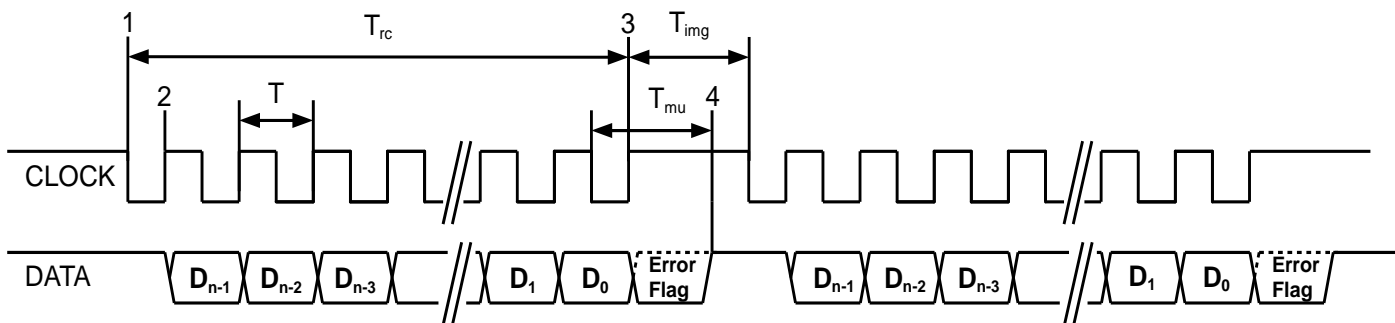 1 T_rc 3 T_img
2 T T_mu 4
CLOCK
DATA D_n-1 D_n-2 D_n-3 D_1 D_0 Error Flag D_n-1 D_n-2 D_n-3 D_1 D_0 Error Flag